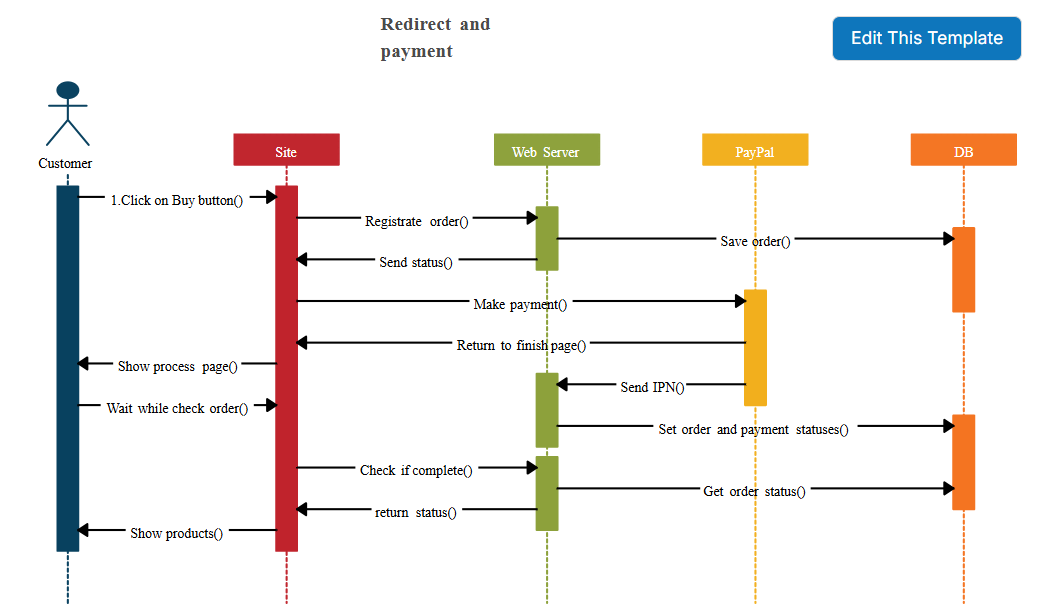 Redirect and
payment
Edit This Template
Customer
Site
Web Server
PayPal
DB
1.Click on Buy button()
Registrate order()
Save order()
Send status()
Make payment()
Return to finish page()
Show process page()
Send IPN()
Wait while check order()
Set order and payment statuses()
Check if complete()
Get order status()
return status()
Show products()